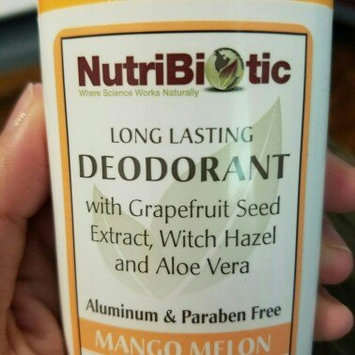 NutriBiotic
Where Science Works Naturally
LONG LASTING
DEODORANT
with Grapefruit Seed
Extract, Witch Hazel
and Aloe Vera
Aluminum & Paraben Free
MANGO MELON